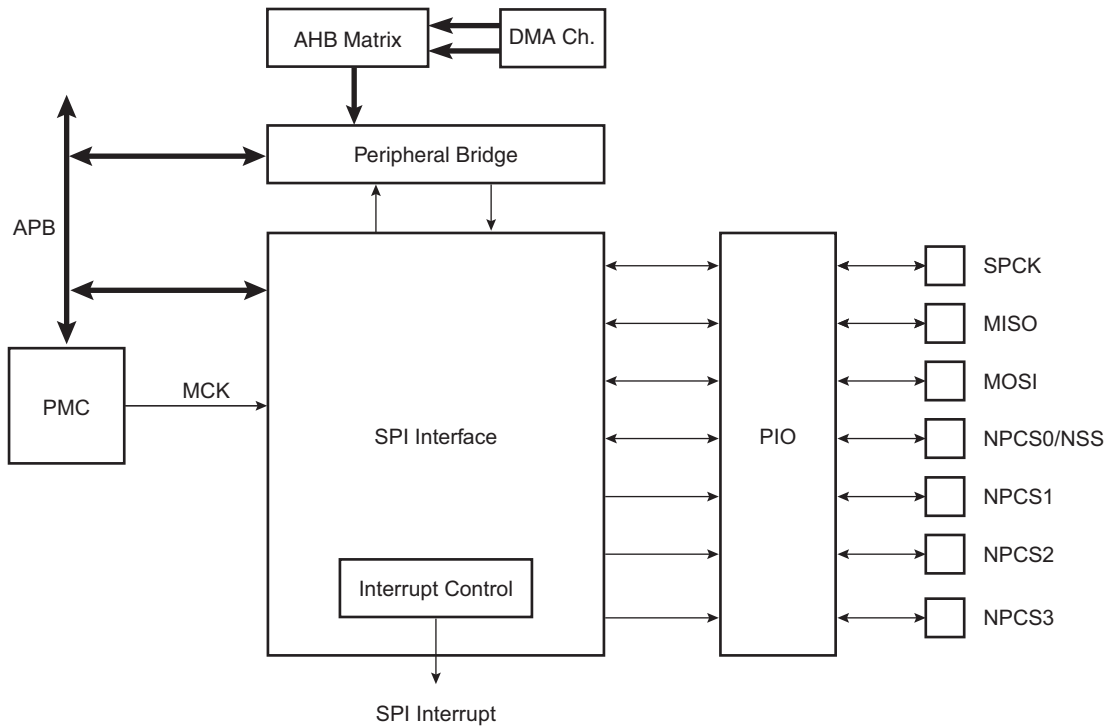 AHB Matrix
DMA Ch.
Peripheral Bridge
APB
PMC
MCK
SPI Interface
PIO
SPCK
MISO
MOSI
NPCS0/NSS
NPCS1
NPCS2
NPCS3
Interrupt Control
SPI Interrupt